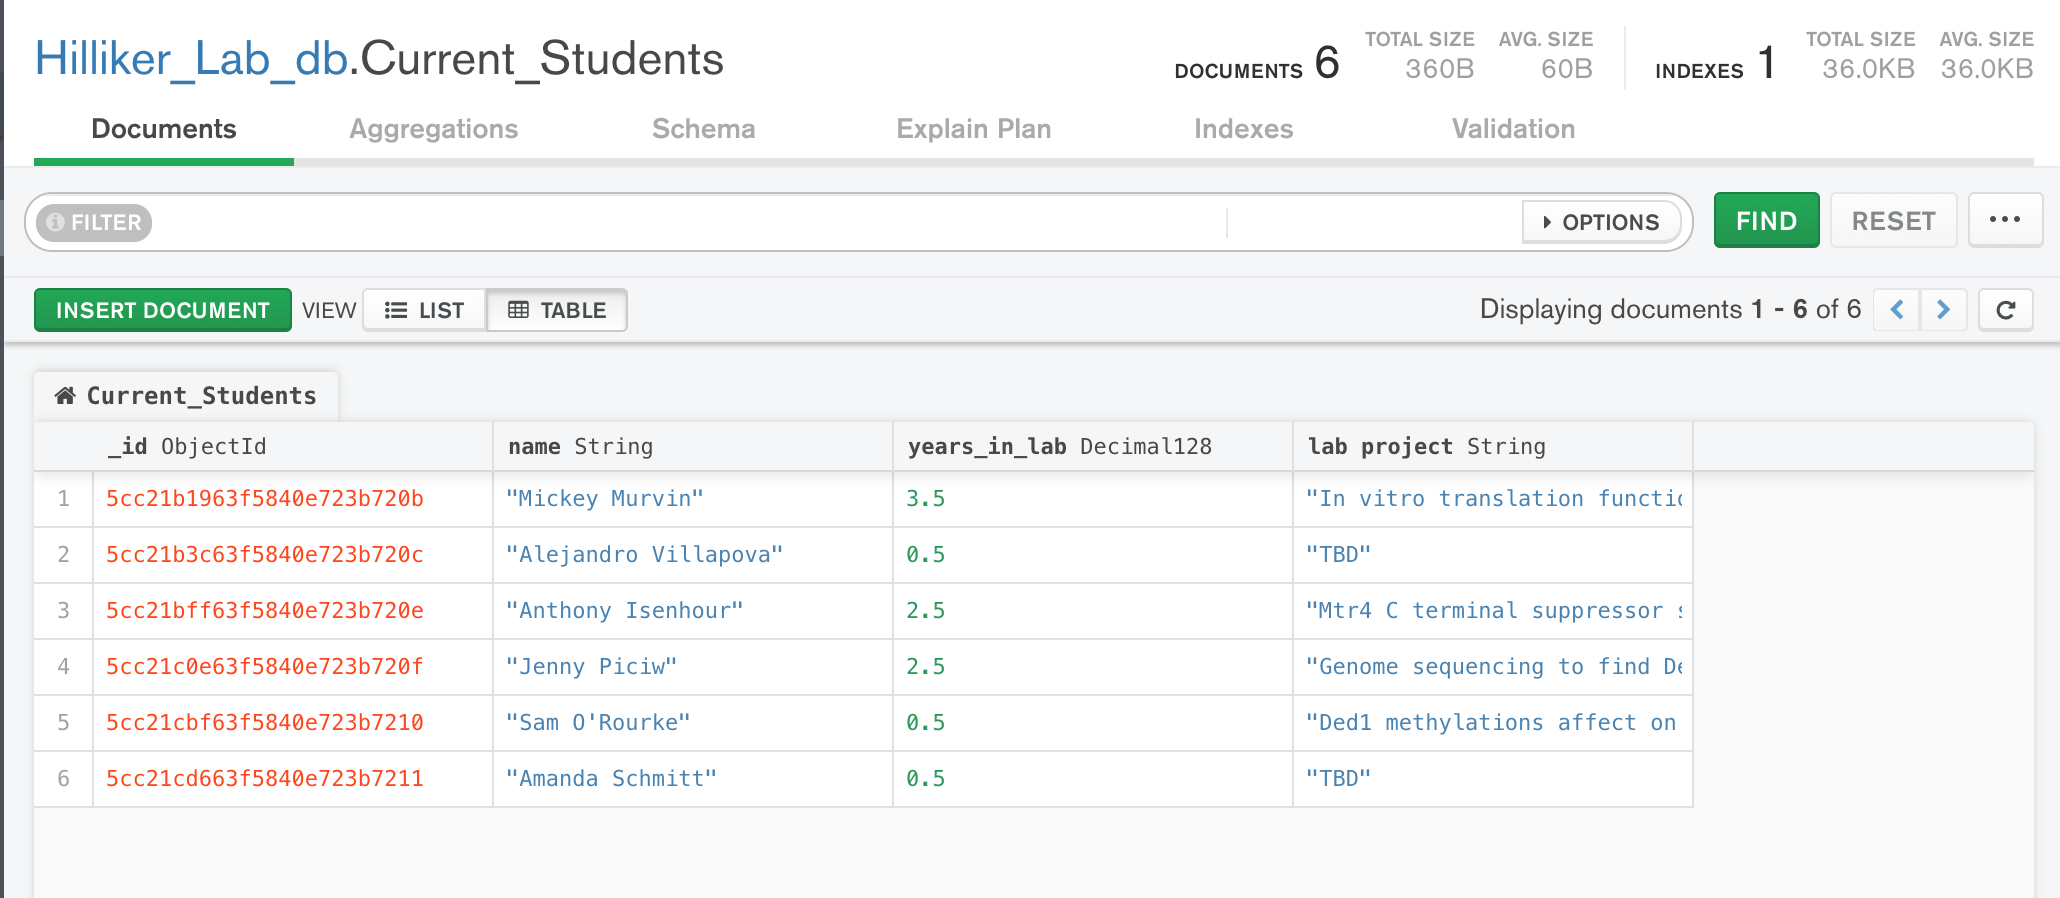 Hilliker_Lab_db.Current_Students
DOCUMENTS 6 TOTAL SIZE 360B AVG. SIZE 60B INDEXES 1 TOTAL SIZE 36.0KB AVG. SIZE 36.0KB
Documents Aggregations Schema Explain Plan Indexes Validation
FILTER OPTIONS FIND RESET ...
INSERT DOCUMENT VIEW LIST TABLE Displaying documents 1 - 6 of 6
Current_Students
_id ObjectId name String years_in_lab Decimal128 lab project String
1 5cc21b1963f5840e723b720b "Mickey Murvin" 3.5 "In vitro translation
2 5cc21b3c63f5840e723b720c "Alejandro Villapova" 0.5 "TBD"
3 5cc21bff63f5840e723b720e "Anthony Isenhour" 2.5 "Mtr4 C terminal suppressor
4 5cc21c0e63f5840e723b720f "Jenny Piciw" 2.5 "Genome sequencing to find
5 5cc21cbf63f5840e723b7210 "Sam O'Rourke" 0.5 "Ded1 methylations affect on
6 5cc21cd663f5840e723b7211 "Amanda Schmitt" 0.5 "TBD"